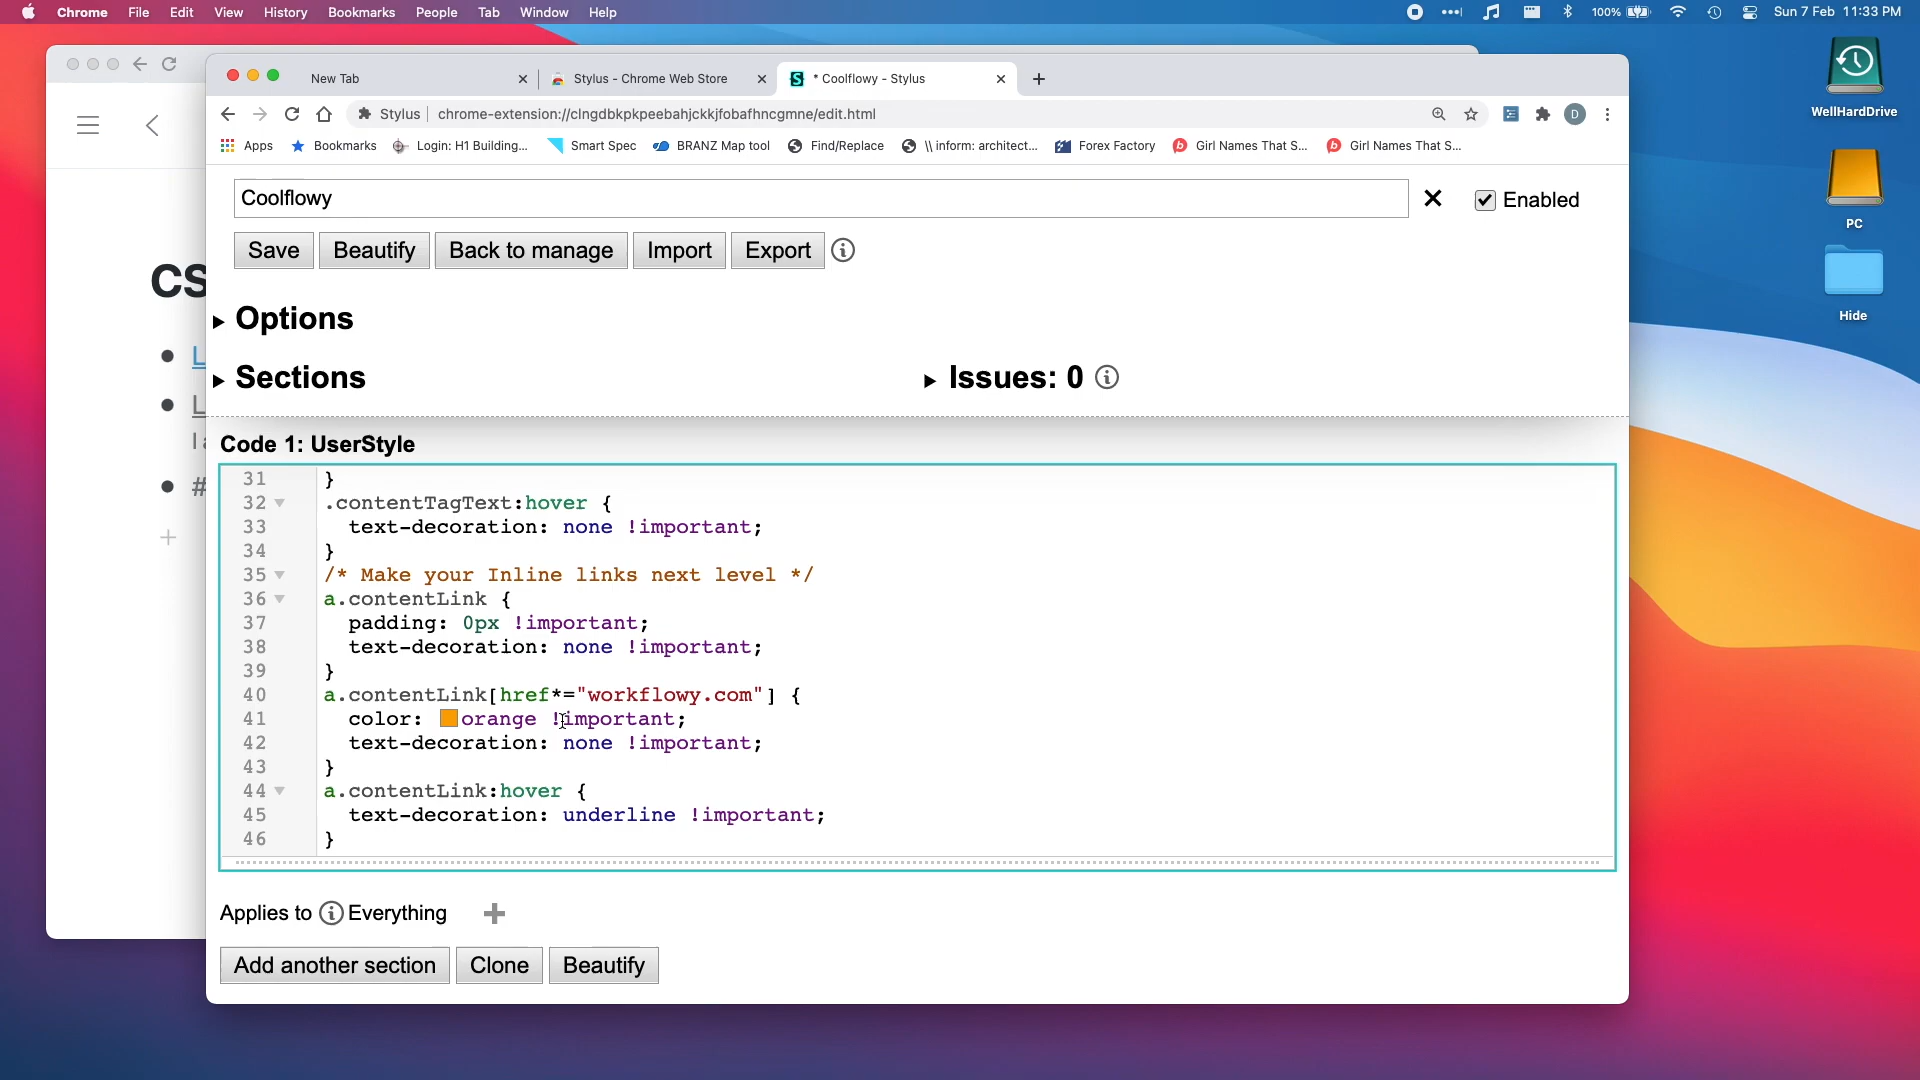 Chrome File Edit View History Bookmarks People Tab Window Help
100% Sun 7 Feb 11:33 PM
New Tab
Stylus - Chrome Web Store
* Coolflowy - Stylus
Stylus chrome-extension://clngdbkpkpeebahjckkjfobafhncgmne/edit.html
Apps Bookmarks Login: H1 Building... Smart Spec BRANZ Map tool Find/Replace \\ inform: architect... Forex Factory Girl Names That S... Girl Names That S...
WellHardDrive
PC
Hide
CS
L
L
I a
#
Coolflowy
Enabled
Save Beautify Back to manage Import Export
Options
Sections
Issues: 0
Code 1: UserStyle
31 }
32 .contentTagText:hover {
33 text-decoration: none !important;
34 }
35 /* Make your Inline links next level */
36 a.contentLink {
37 padding: 0px !important;
38 text-decoration: none !important;
39 }
40 a.contentLink[href*="workflowy.com"] {
41 color: orange !important;
42 text-decoration: none !important;
43 }
44 a.contentLink:hover {
45 text-decoration: underline !important;
46 }
Applies to Everything
Add another section Clone Beautify